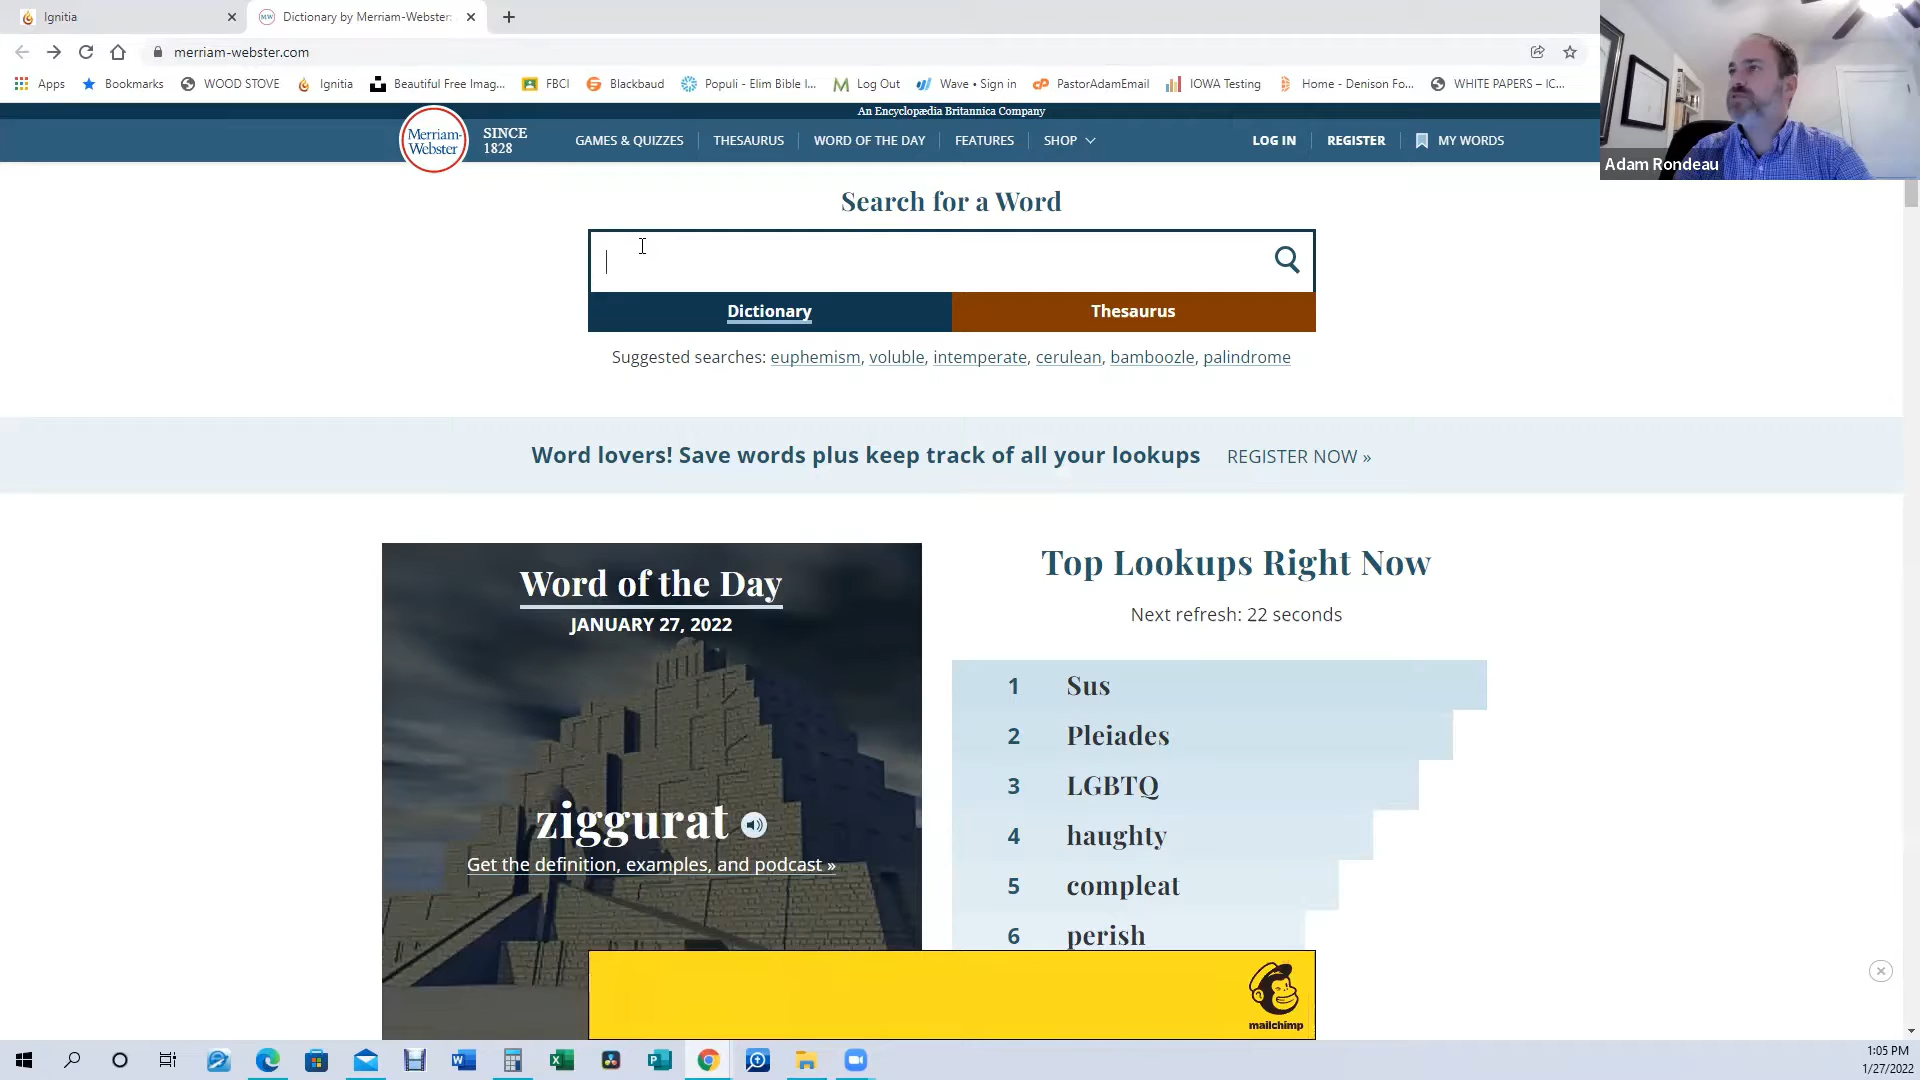 Ignitia
Dictionary by Merriam-Webster:
merriam-webster.com
Apps
Bookmarks
WOOD STOVE
Ignitia
Beautiful Free Imag...
FBCI
Blackbaud
Populi - Elim Bible I...
Log Out
Wave • Sign in
PastorAdamEmail
IOWA Testing
Home - Denison Fo...
WHITE PAPERS – IC...
An Encyclopædia Britannica Company
Merriam-
Webster
SINCE
1828
GAMES & QUIZZES
THESAURUS
WORD OF THE DAY
FEATURES
SHOP
LOG IN
REGISTER
MY WORDS
Adam Rondeau
Search for a Word
Dictionary
Thesaurus
Suggested searches: euphemism, voluble, intemperate, cerulean, bamboozle, palindrome
Word lovers! Save words plus keep track of all your lookups REGISTER NOW »
Word of the Day
JANUARY 27, 2022
ziggurat
Get the definition, examples, and podcast »
Top Lookups Right Now
Next refresh: 22 seconds
1 Sus
2 Pleiades
3 LGBTQ
4 haughty
5 compleat
6 perish
mailchimp
1:05 PM
1/27/2022